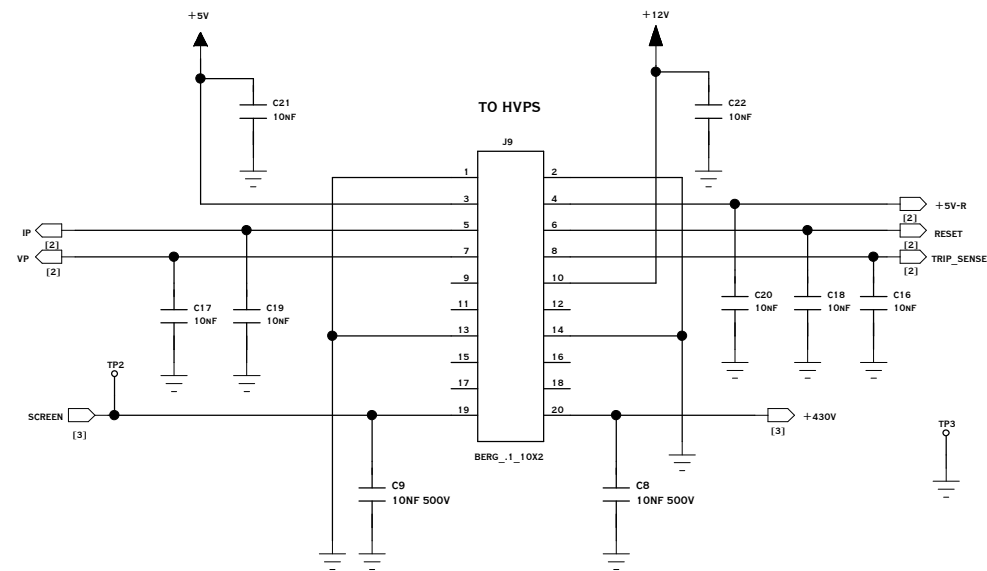 +5V
+12V
C21
10NF
C22
10NF
TO HVPS
J9
1 2
3 4
+5V-R
[2]
IP
[2]
5 6
RESET
[2]
VP
[2]
7 8
TRIP_SENSE
[2]
9 10
C17
10NF
C19
10NF
C20
10NF
C18
10NF
C16
10NF
11 12
13 14
15 16
TP2
17 18
SCREEN
[3]
19 20
+430V
[3]
TP3
BERG_.1_10X2
C9
10NF 500V
C8
10NF 500V